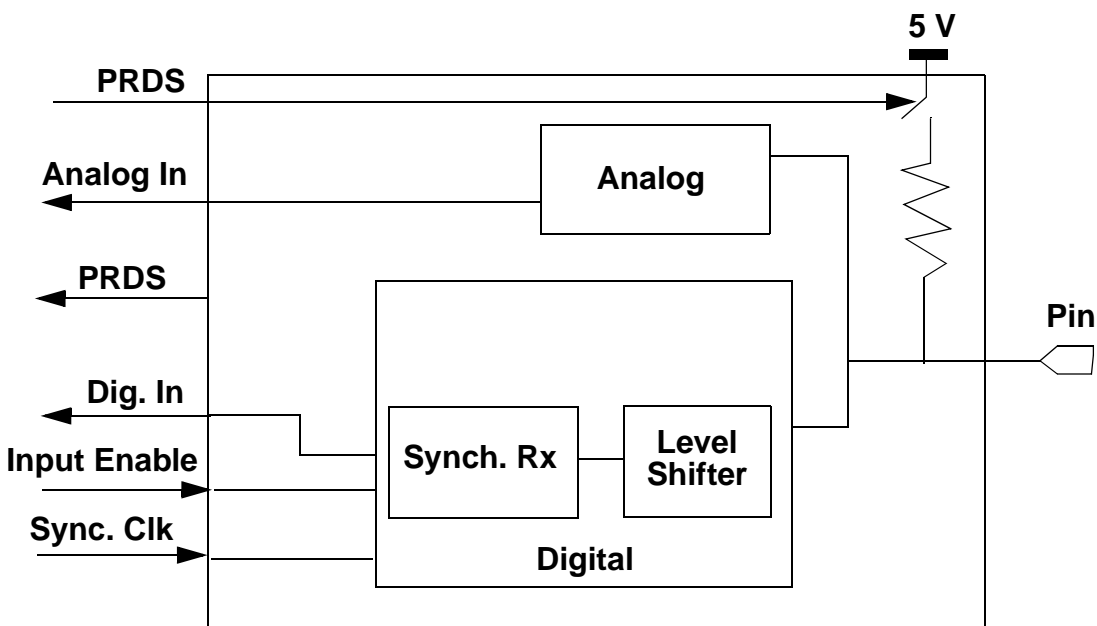 5 V
PRDS
Analog In
Analog
PRDS
Pin
Dig. In
Input Enable
Synch. Rx
Level
Shifter
Sync. Clk
Digital